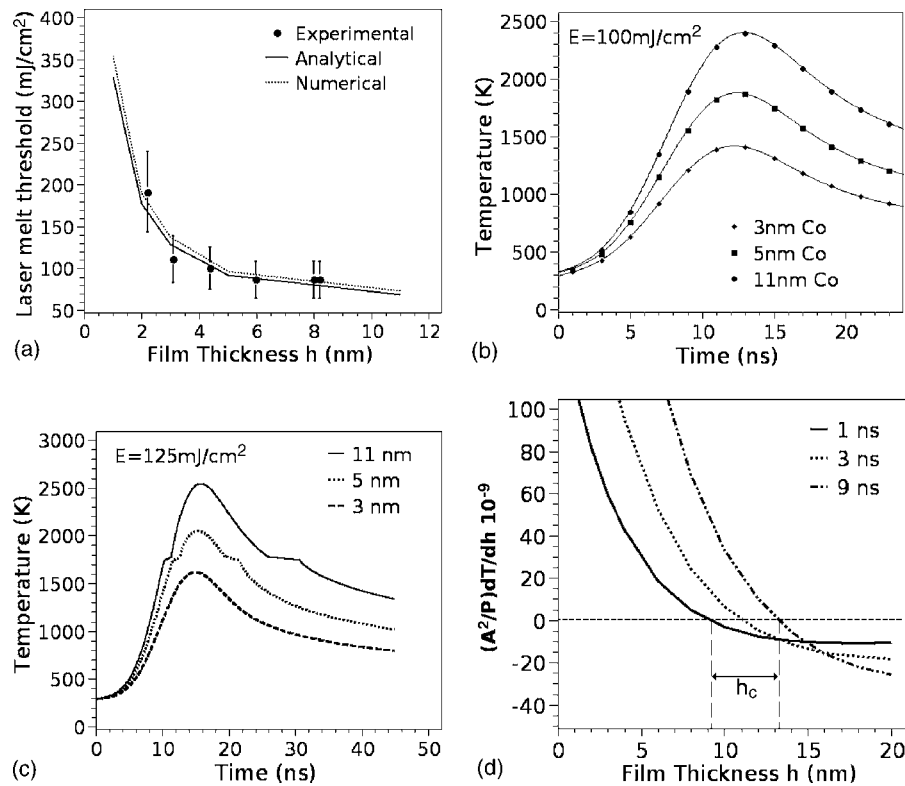 400
350
300
250
200
150
100
50
0 2 4 6 8 10 12
Laser melt threshold (mJ/cm²)
Film Thickness h (nm)
Experimental
Analytical
Numerical
(a)
E=100mJ/cm²
2500
2000
1500
1000
500
0
0 5 10 15 20
Temperature (K)
Time (ns)
3nm Co
5nm Co
11nm Co
(b)
E=125mJ/cm²
11 nm
5 nm
3 nm
3000
2500
2000
1500
1000
500
0
0 10 20 30 40 50
Temperature (K)
Time (ns)
(c)
1 ns
3 ns
9 ns
100
80
60
40
20
0
-20
-40
0 5 10 15 20
(A²/P)dT/dh 10⁻⁹
h_c
Film Thickness h (nm)
(d)